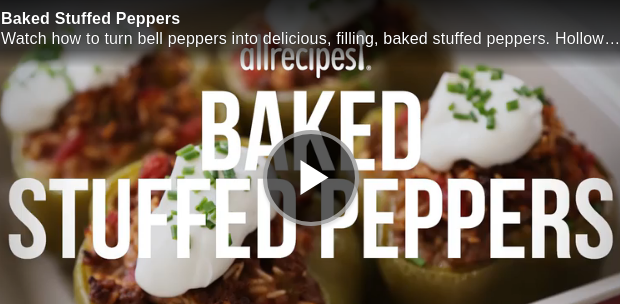 Baked Stuffed Peppers
Watch how to turn bell peppers into delicious, filling, baked stuffed peppers. Hollow…
allrecipes!.
BAKED
STUFFED PEPPERS